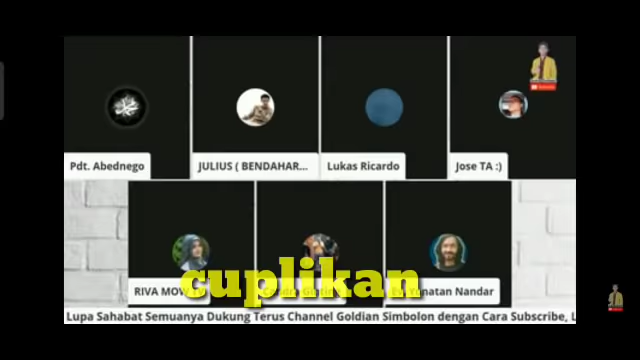 Pdt. Abednego
JULIUS ( BENDAHAR...
Lukas Ricardo
Jose TA :)
RIVA
cuplikan
Yunatan Nandar
Lupa Sahabat Semuanya Dukung Terus Channel Goldian Simbolon dengan Cara Subscribe, L